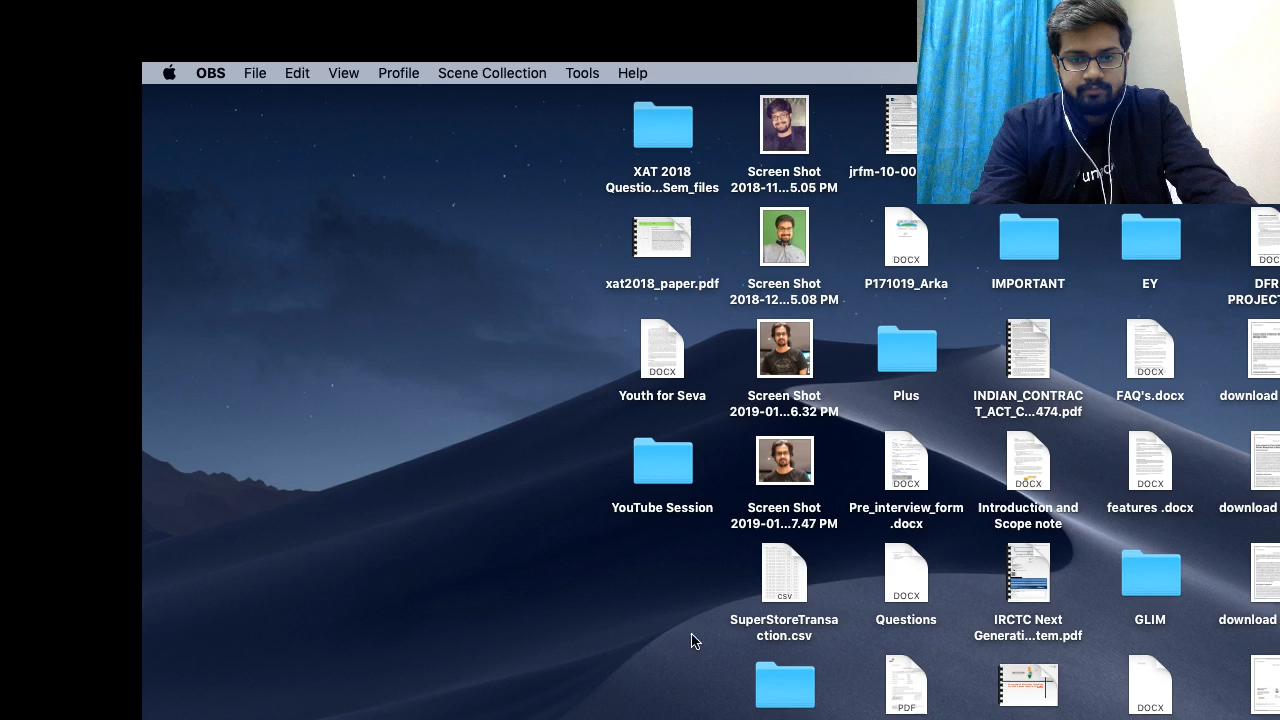 OBS File Edit View Profile Scene Collection Tools Help
XAT 2018
Questio...Sem_files
Screen Shot
2018-11...5.05 PM
jrfm-10-00
xat2018_paper.pdf
Screen Shot
2018-12...5.08 PM
DOCX
P171019_Arka
IMPORTANT
EY
DOC
DFR
PROJEC
DOCX
Youth for Seva
Screen Shot
2019-01...6.32 PM
Plus
INDIAN_CONTRAC
T_ACT_C...474.pdf
DOCX
FAQ's.docx
download
YouTube Session
Screen Shot
2019-01...7.47 PM
DOCX
Pre_interview_form
.docx
DOCX
Introduction and
Scope note
DOCX
features .docx
download
CSV
SuperStoreTransa
ction.csv
DOCX
Questions
IRCTC Next
Generati...tem.pdf
GLIM
download
PDF
DOCX